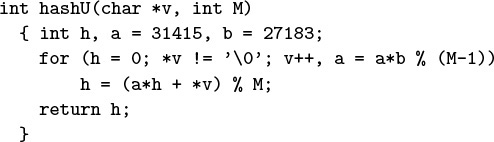 int hashU(char *v, int M)
{ int h, a = 31415, b = 27183;
for (h = 0; *v != '\0'; v++, a = a*b % (M-1))
h = (a*h + *v) % M;
return h;
}